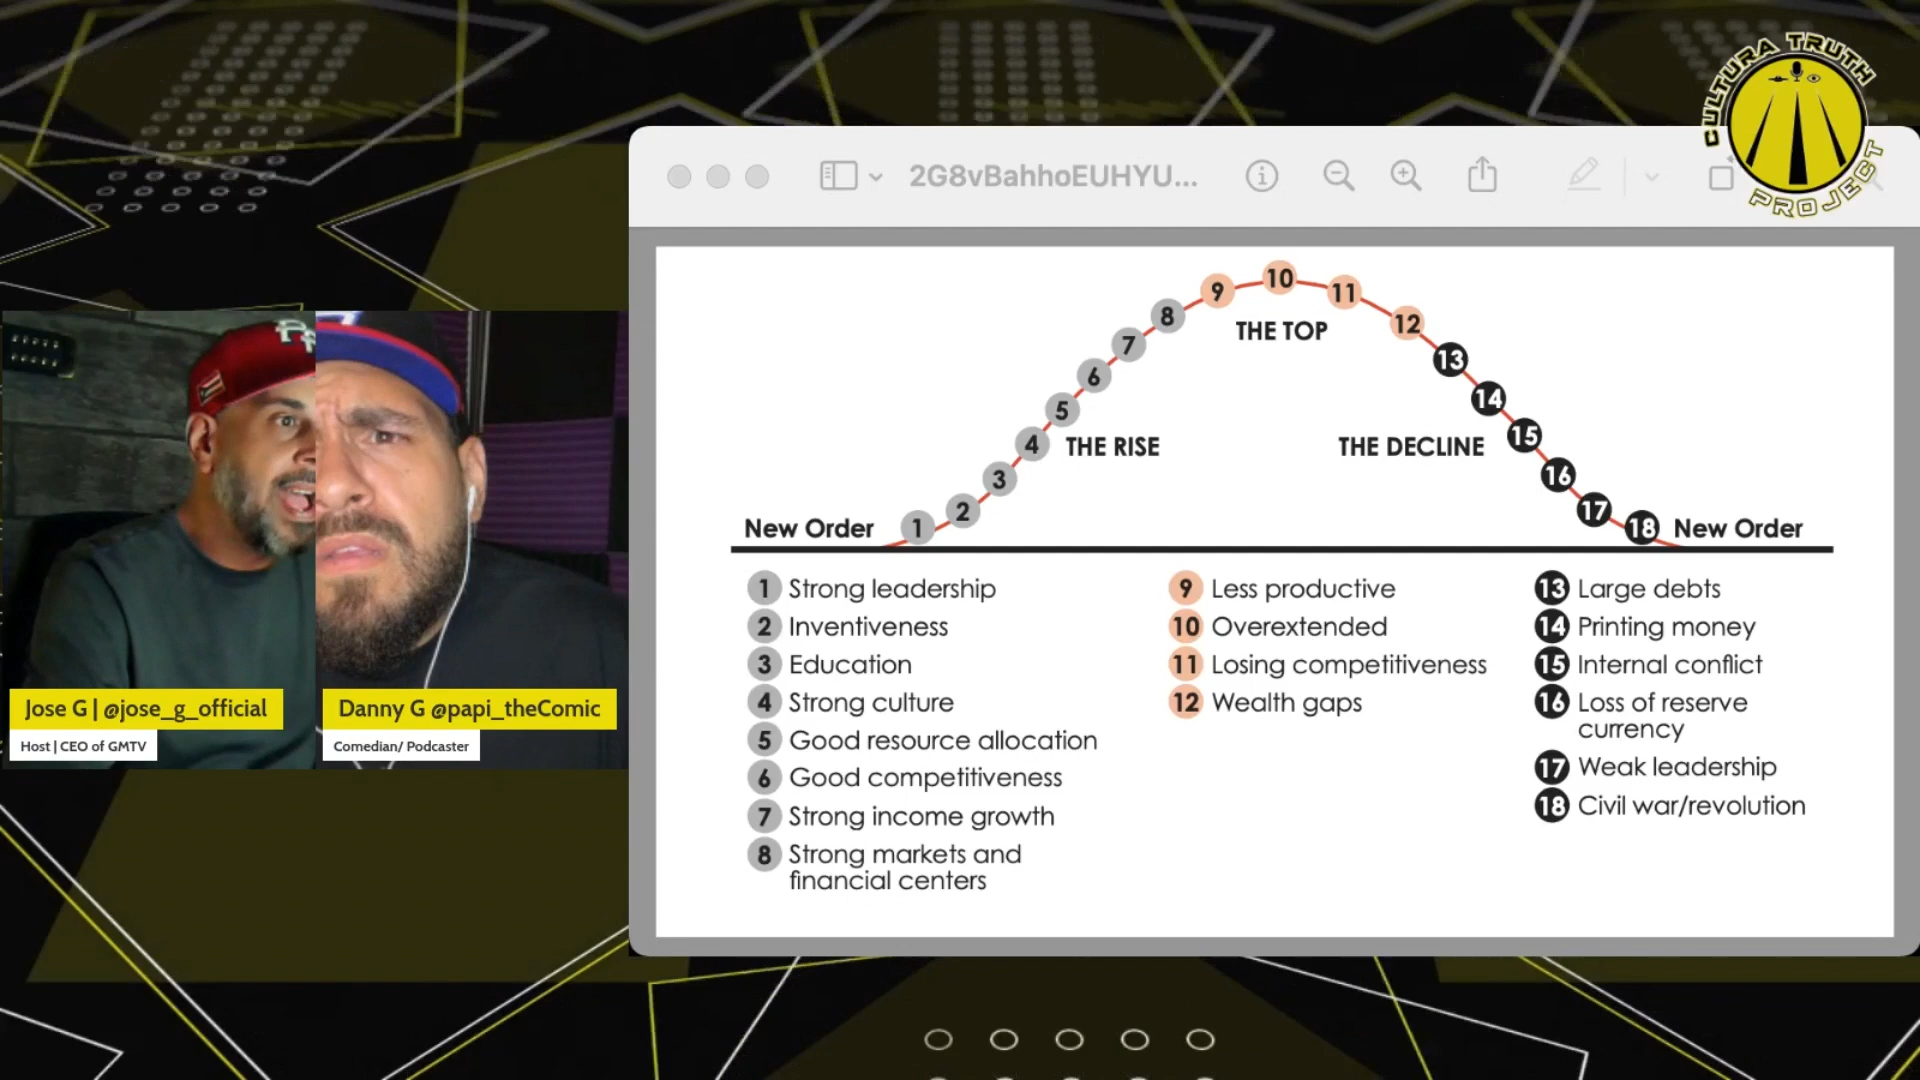 CULTURA TRUTH
PROJECT
2G8vBahhoEUHYU...
9
10
11
12
8
7
6
5
4
3
2
1
13
14
15
16
17
18
THE TOP
THE RISE
THE DECLINE
New Order
New Order
1 Strong leadership
2 Inventiveness
3 Education
4 Strong culture
5 Good resource allocation
6 Good competitiveness
7 Strong income growth
8 Strong markets and
financial centers
9 Less productive
10 Overextended
11 Losing competitiveness
12 Wealth gaps
13 Large debts
14 Printing money
15 Internal conflict
16 Loss of reserve
currency
17 Weak leadership
18 Civil war/revolution
Jose G | @jose_g_official
Host | CEO of GMTV
Danny G @papi_theComic
Comedian/ Podcaster